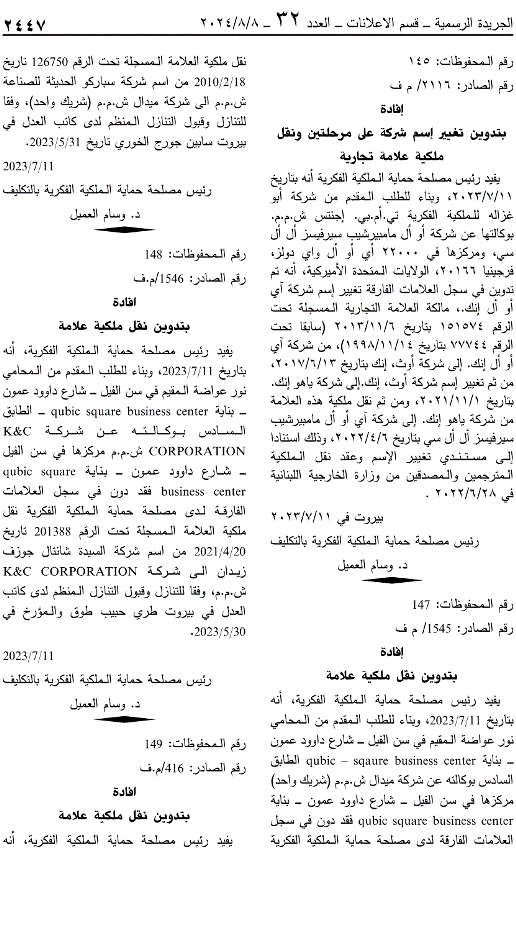 الجريدة الرسمية ــ قسم الاعلانات ــ العدد ٣٢ ــ ٢٠٢٤/٨/٨
٢٤٤٧
رقم المحفوظات: ١٤٥
رقم الصادر: ٢١١٦/ م ف
إفادة
بتدوين تغيير إسم شركة على مرحلتين ونقل
ملكية علامة تجارية
يفيد رئيس مصلحة حماية الملكية الفكرية أنه بتاريخ
٢٠٢٣/٧/١١، وبناء للطلب المقدم من شركة أبو
غزاله للملكية الفكرية تي.أم.بي. إجنتس ش.م.م.
بوكالتها عن شركة أو أل مامبيرشيب سيرفيسز أل أل
سي، ومركزها في ٢٢٠٠٠ أي أو أل واي دولز،
فرجينيا ٢٠١٦٦، الولايات المتحدة الأميركية، أنه تم
تدوين في سجل العلامات الفارقة تغيير إسم شركة آي
أو أل إنك.، مالكة العلامة التجارية المسجلة تحت
الرقم ١٥١٥٧٤ بتاريخ ٢٠١٣/١١/٦ (سابقا تحت
الرقم ٧٧٧٤٤ بتاريخ ١٩٩٨/١١/١٤)، من شركة آي
أو أل إنك. إلى شركة أوث، إنك بتاريخ ٢٠١٧/٦/١٣،
من ثم تغيير إسم شركة أوث، إنك.إلى شركة ياهو إنك.
بتاريخ ٢٠٢١/١١/١، ومن ثم نقل ملكية هذه العلامة
من شركة ياهو إنك. إلى شركة آي أو أل مامبيرشيب
سيرفيسز أل أل سي بتاريخ ٢٠٢٢/٤/٦، وذلك استنادا
إلى مستندي تغيير الإسم وعقد نقل الملكية
المترجمين والمصدقين من وزارة الخارجية اللبنانية
في ٢٠٢٢/٦/٢٨ .
بيروت في ٢٠٢٣/٧/١١
رئيس مصلحة حماية الملكية الفكرية بالتكليف
د. وسام العميل
رقم المحفوظات: 147
رقم الصادر: 1545/ م ف
إفادة
بتدوين نقل ملكية علامة
يفيد رئيس مصلحة حماية الملكية الفكرية، أنه
بتاريخ 2023/7/11، وبناء للطلب المقدم من المحامي
نور عواضة المقيم في سن الفيل ــ شارع داوود عمون
ــ بناية qubic – sqaure business center الطابق
السادس بوكالته عن شركة ميدال ش.م.م (شريك واحد)
مركزها في سن الفيل ــ شارع داوود عمون ــ بناية
qubic square business center فقد دون في سجل
العلامات الفارقة لدى مصلحة حماية الملكية الفكرية
نقل ملكية العلامة المسجلة تحت الرقم 126750 تاريخ
2010/2/18 من اسم شركة سباركو الحديثة للصناعة
ش.م.م الى شركة ميدال ش.م.م (شريك واحد)، وفقا
للتنازل وقبول التنازل المنظم لدى كاتب العدل في
بيروت سابين جورج الخوري تاريخ 2023/5/31.
2023/7/11
رئيس مصلحة حماية الملكية الفكرية بالتكليف
د. وسام العميل
رقم المحفوظات: 148
رقم الصادر: 1546/م.ف
افادة
بتدوين نقل ملكية علامة
يفيد رئيس مصلحة حماية الملكية الفكرية، أنه
بتاريخ 2023/7/11، وبناء للطلب المقدم من المحامي
نور عواضة المقيم في سن الفيل ــ شارع داوود عمون
ــ بناية qubic square business center ــ الطابق
السادس بوكالته عن شركة K&C
CORPORATION ش.م.م مركزها في سن الفيل
ــ شارع داوود عمون ــ بناية qubic square
business center فقد دون في سجل العلامات
الفارقة لدى مصلحة حماية الملكية الفكرية نقل
ملكية العلامة المسجلة تحت الرقم 201388 تاريخ
2021/4/20 من اسم شركة السيدة شانتال جوزف
زيدان الى شركة K&C CORPORATION
ش.م.م، وفقا للتنازل وقبول التنازل المنظم لدى كاتب
العدل في بيروت طري حبيب طوق والمؤرخ في
2023/5/30.
2023/7/11
رئيس مصلحة حماية الملكية الفكرية بالتكليف
د. وسام العميل
رقم المحفوظات: 149
رقم الصادر: 416/م.ف
افادة
بتدوين نقل ملكية علامة
يفيد رئيس مصلحة حماية الملكية الفكرية، أنه